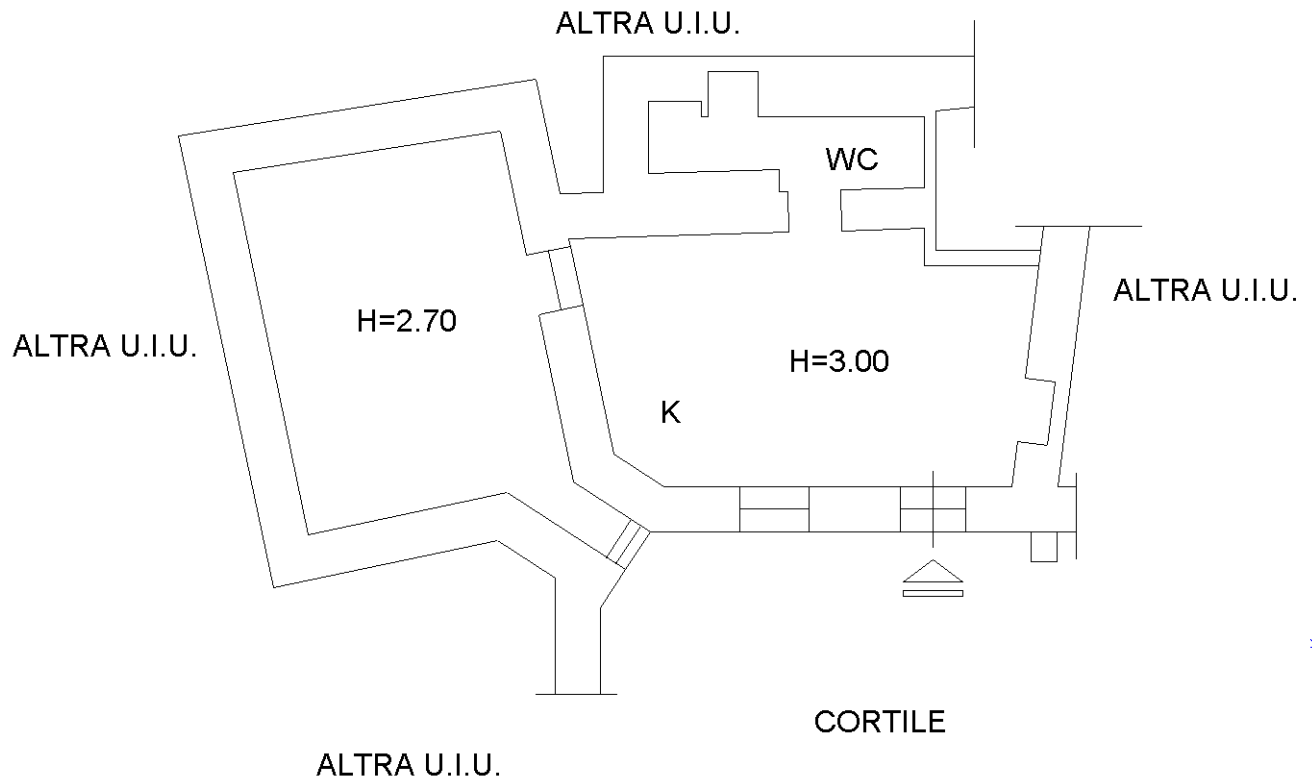 ALTRA U.I.U.
WC
ALTRA U.I.U.
H=2.70
ALTRA U.I.U.
H=3.00
K
CORTILE
ALTRA U.I.U.